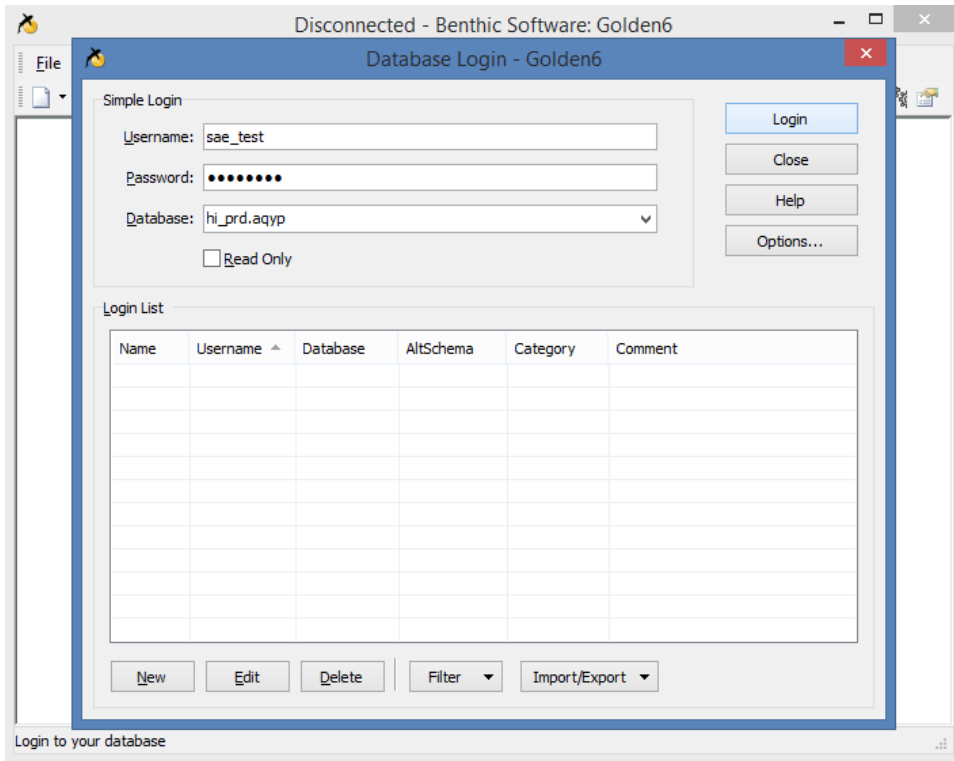 Disconnected - Benthic Software: Golden6
File
Database Login - Golden6
Simple Login
Username: sae_test
Password: ●●●●●●●●
Database: hi_prd.aqyp
Read Only
Login
Close
Help
Options...
Login List
Name Username Database AltSchema Category Comment
New Edit Delete Filter Import/Export
Login to your database